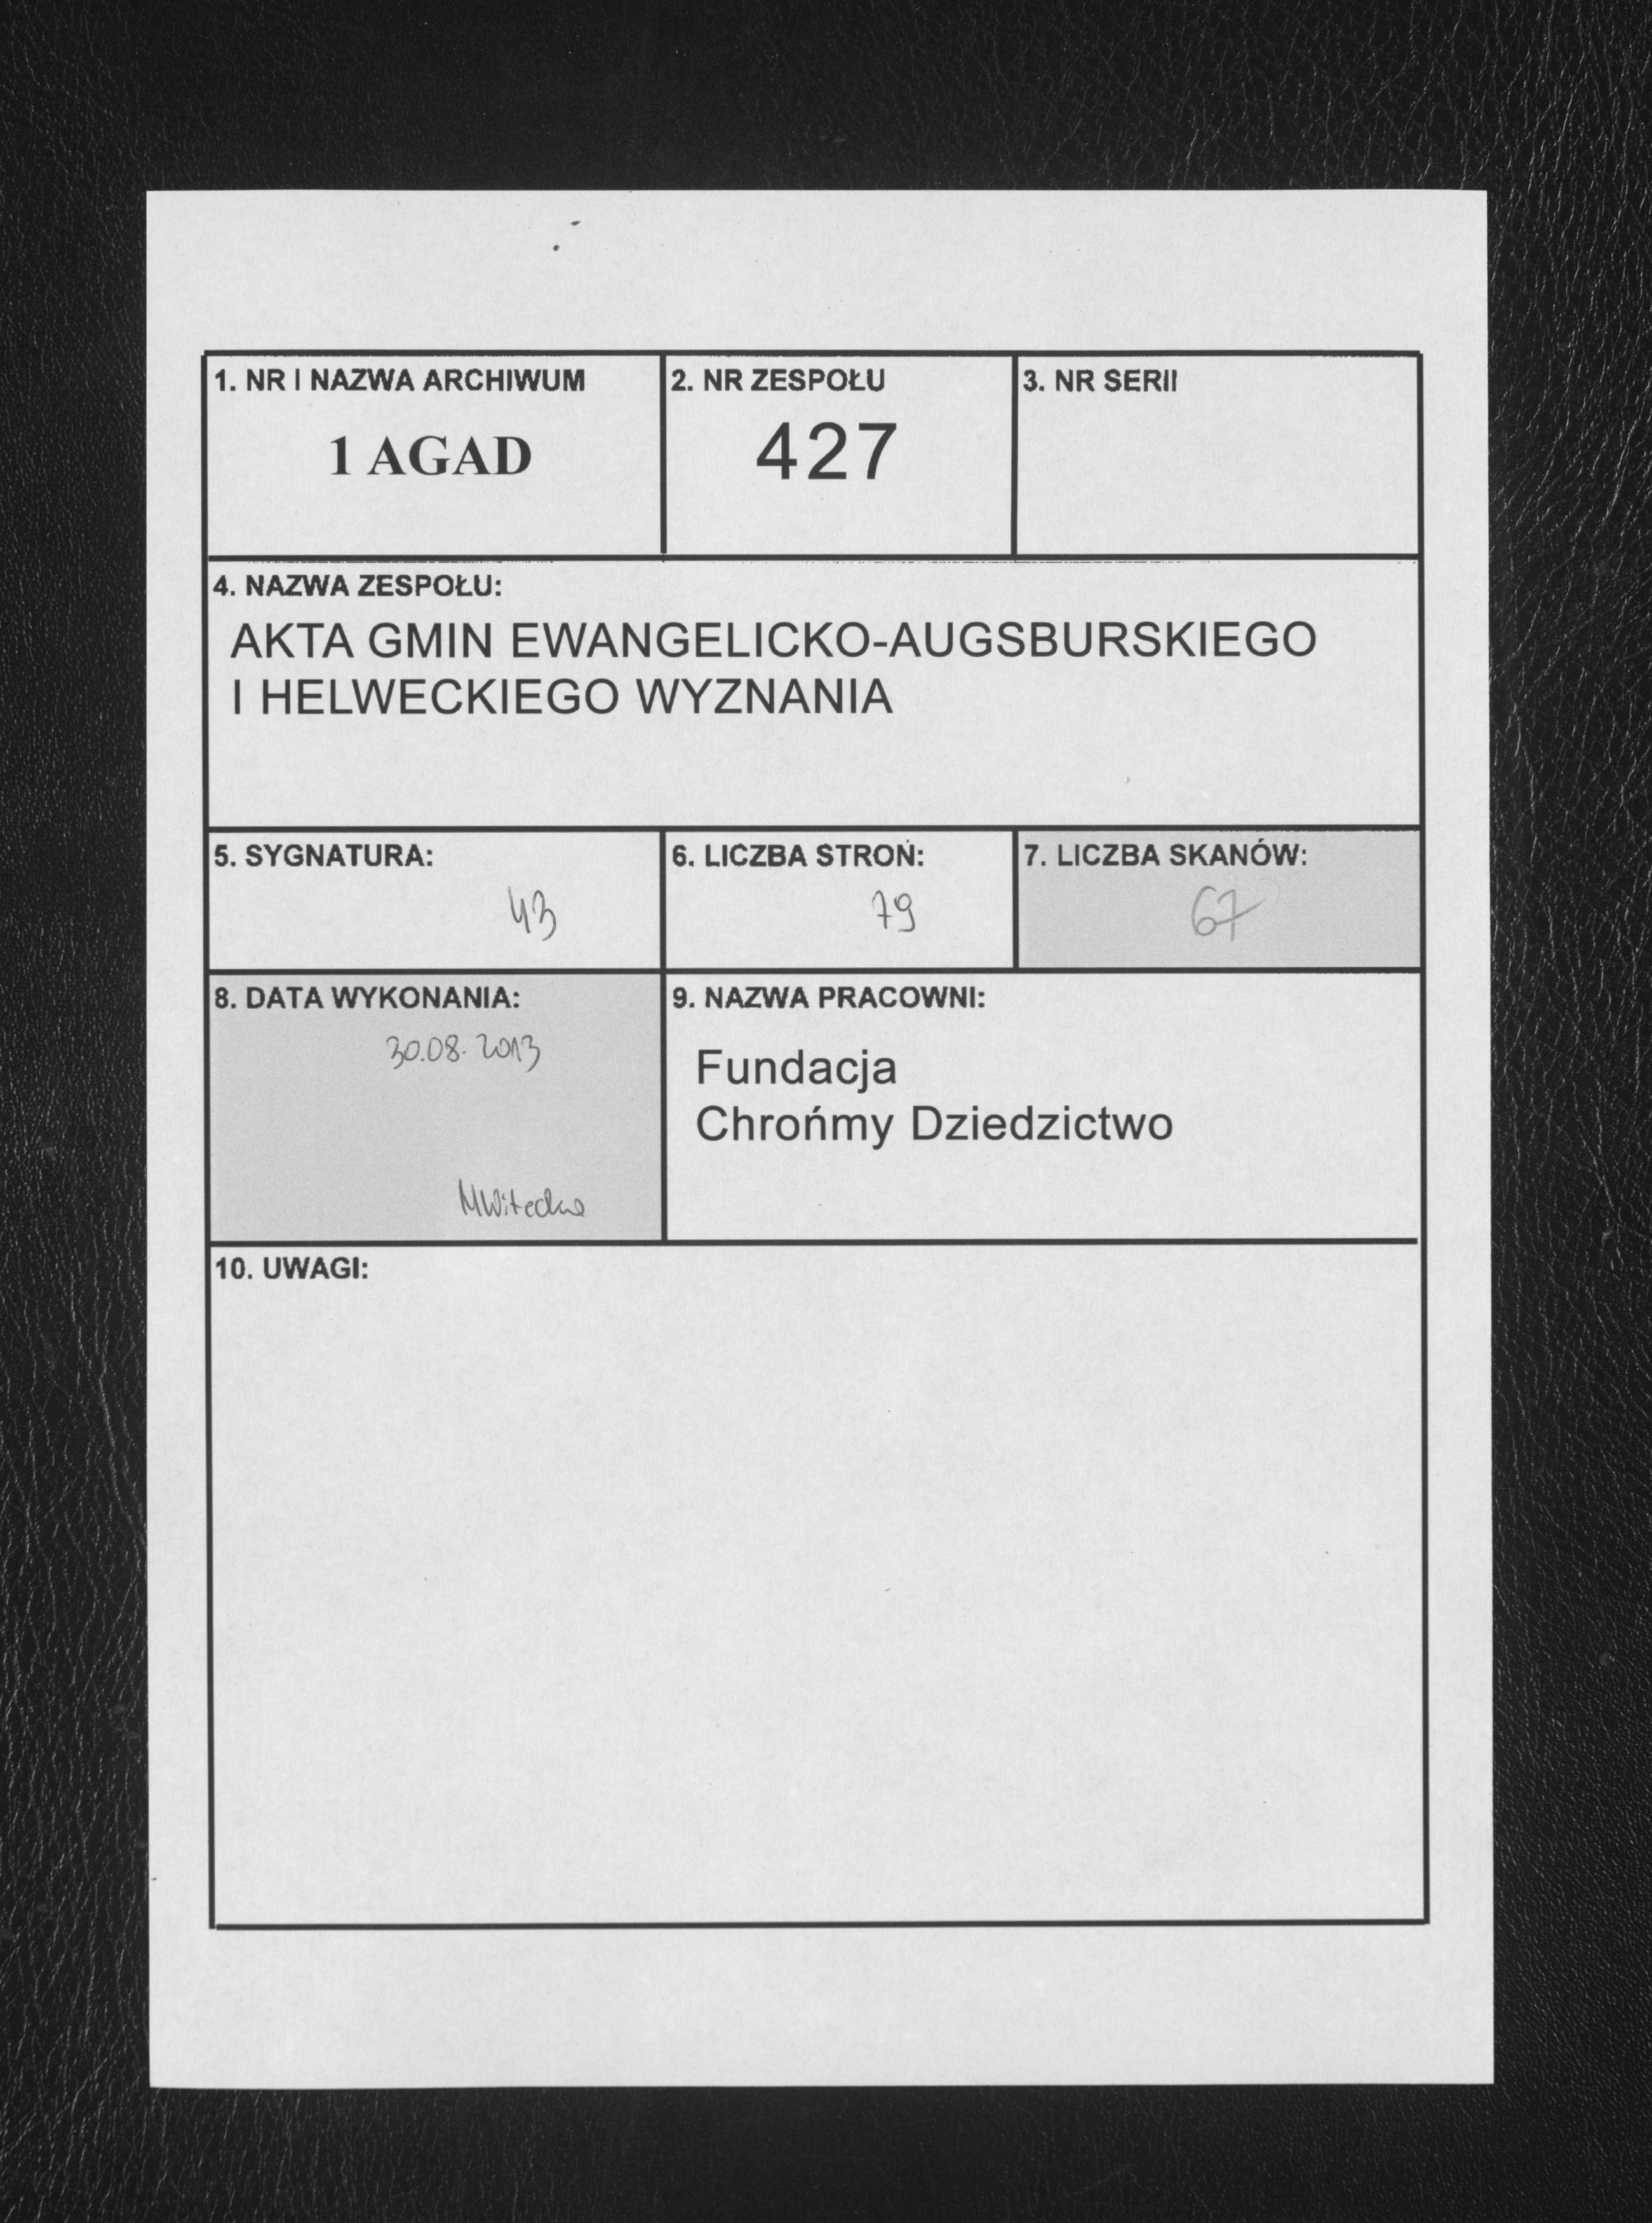 1. NR I NAZWA ARCHIWUM
1 AGAD
2. NR ZESPOŁU
427
3. NR SERII
4. NAZWA ZESPOŁU:
AKTA GMIN EWANGELICKO-AUGSBURSKIEGO
I HELWECKIEGO WYZNANIA
5. SYGNATURA:
43
6. LICZBA STRON:
79
7. LICZBA SKANÓW:
67
8. DATA WYKONANIA:
30.08.2013
MWitecka
9. NAZWA PRACOWNI:
Fundacja
Chrońmy Dziedzictwo
10. UWAGI: